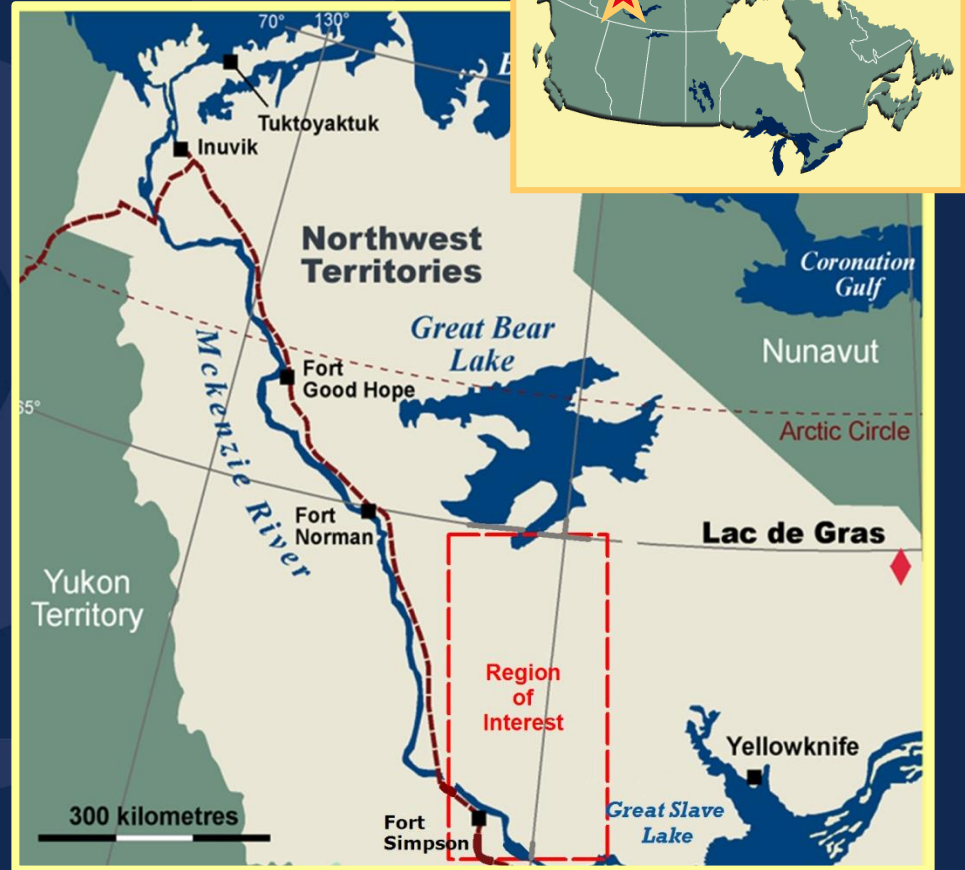 70° 130°
Tuktoyaktuk
Inuvik
Northwest
Territories
Coronation
Gulf
Great Bear
Lake
Nunavut
Mckenzie River
Fort
Good Hope
Arctic Circle
Fort
Norman
Lac de Gras
Yukon
Territory
Region
of
Interest
Yellowknife
300 kilometres
Great Slave
Lake
Fort
Simpson